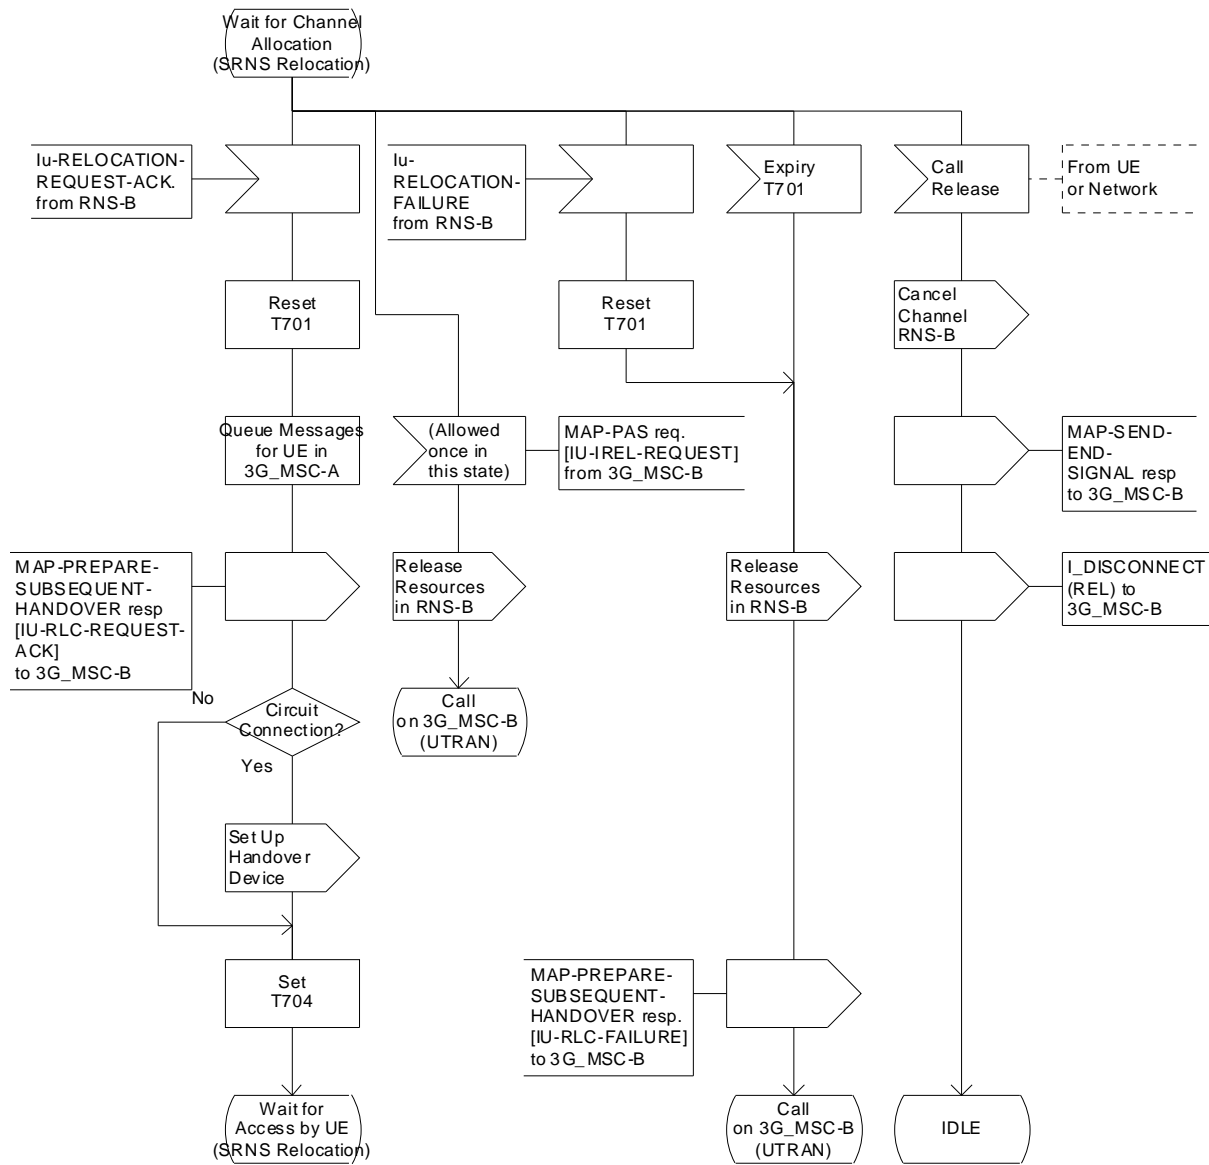 Wait for Channel
Allocation
(SRNS Relocation)
Iu-RELOCATION-
REQUEST-ACK.
from RNS-B
Iu-
RELOCATION-
FAILURE
from RNS-B
Expiry
T701
Call
Release
From UE
or Network
Reset
T701
Reset
T701
Cancel
Channel
RNS-B
Queue Messages
for UE in
3G_MSC-A
(Allowed
once in
this state)
MAP-PAS req.
[IU-IREL-REQUEST]
from 3G_MSC-B
MAP-SEND-
END-
SIGNAL resp
to 3G_MSC-B
MAP-PREPARE-
SUBSEQUENT-
HANDOVER resp
[IU-RLC-REQUEST-
ACK]
to 3G_MSC-B
Release
Resources
in RNS-B
Release
Resources
in RNS-B
I_DISCONNECT
(REL) to
3G_MSC-B
No
Circuit
Connection?
Yes
Call
on 3G_MSC-B
(UTRAN)
Set Up
Handover
Device
Set
T704
MAP-PREPARE-
SUBSEQUENT-
HANDOVER resp.
[IU-RLC-FAILURE]
to 3G_MSC-B
Wait for
Access by UE
(SRNS Relocation)
Call
on 3G_MSC-B
(UTRAN)
IDLE